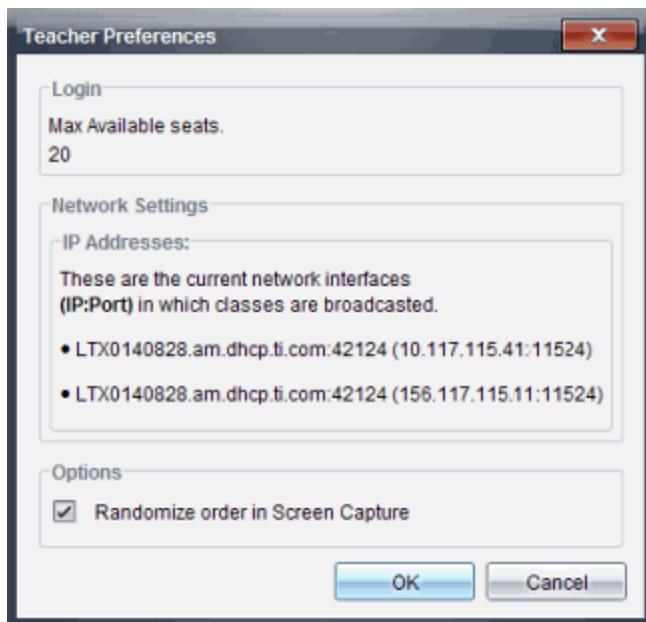 Teacher Preferences
Login
Max Available seats.
20
Network Settings
IP Addresses:
These are the current network interfaces
(IP:Port) in which classes are broadcasted.
• LTX0140828.am.dhcp.ti.com:42124 (10.117.115.41:11524)
• LTX0140828.am.dhcp.ti.com:42124 (156.117.115.11:11524)
Options
Randomize order in Screen Capture
OK Cancel